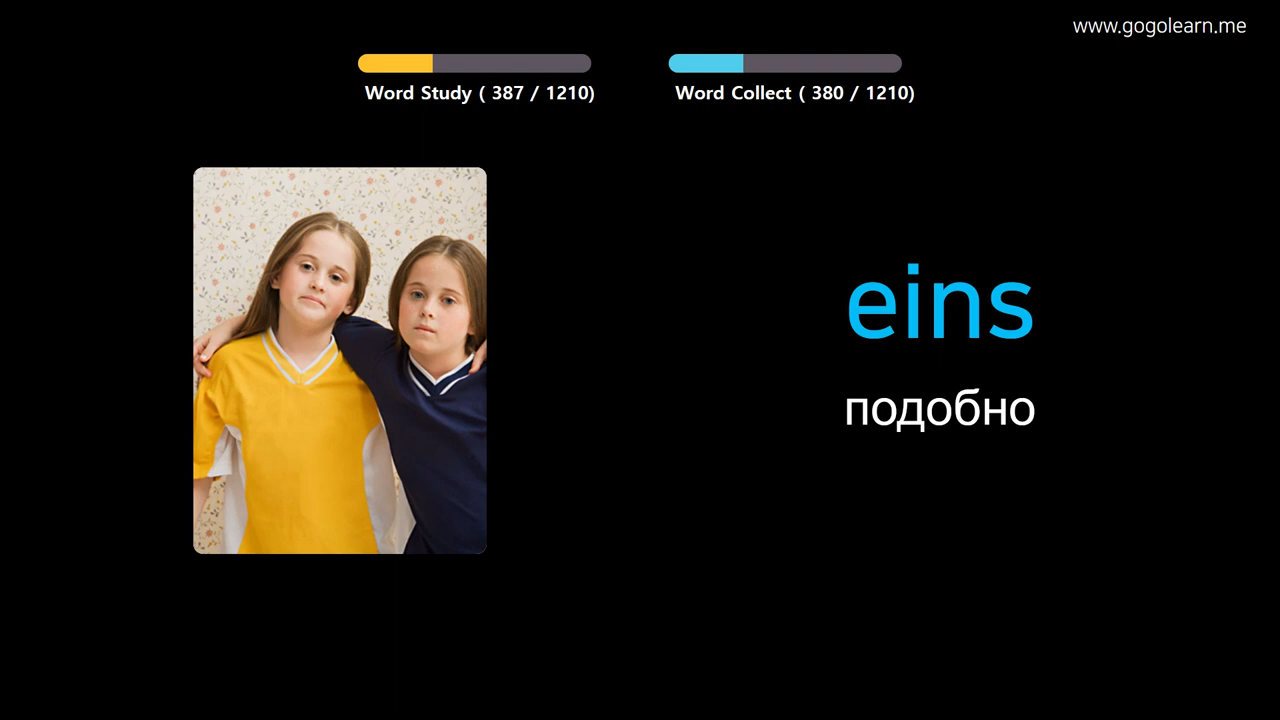 www.gogolearn.me
Word Study ( 387 / 1210)
Word Collect ( 380 / 1210)
eins
подобно